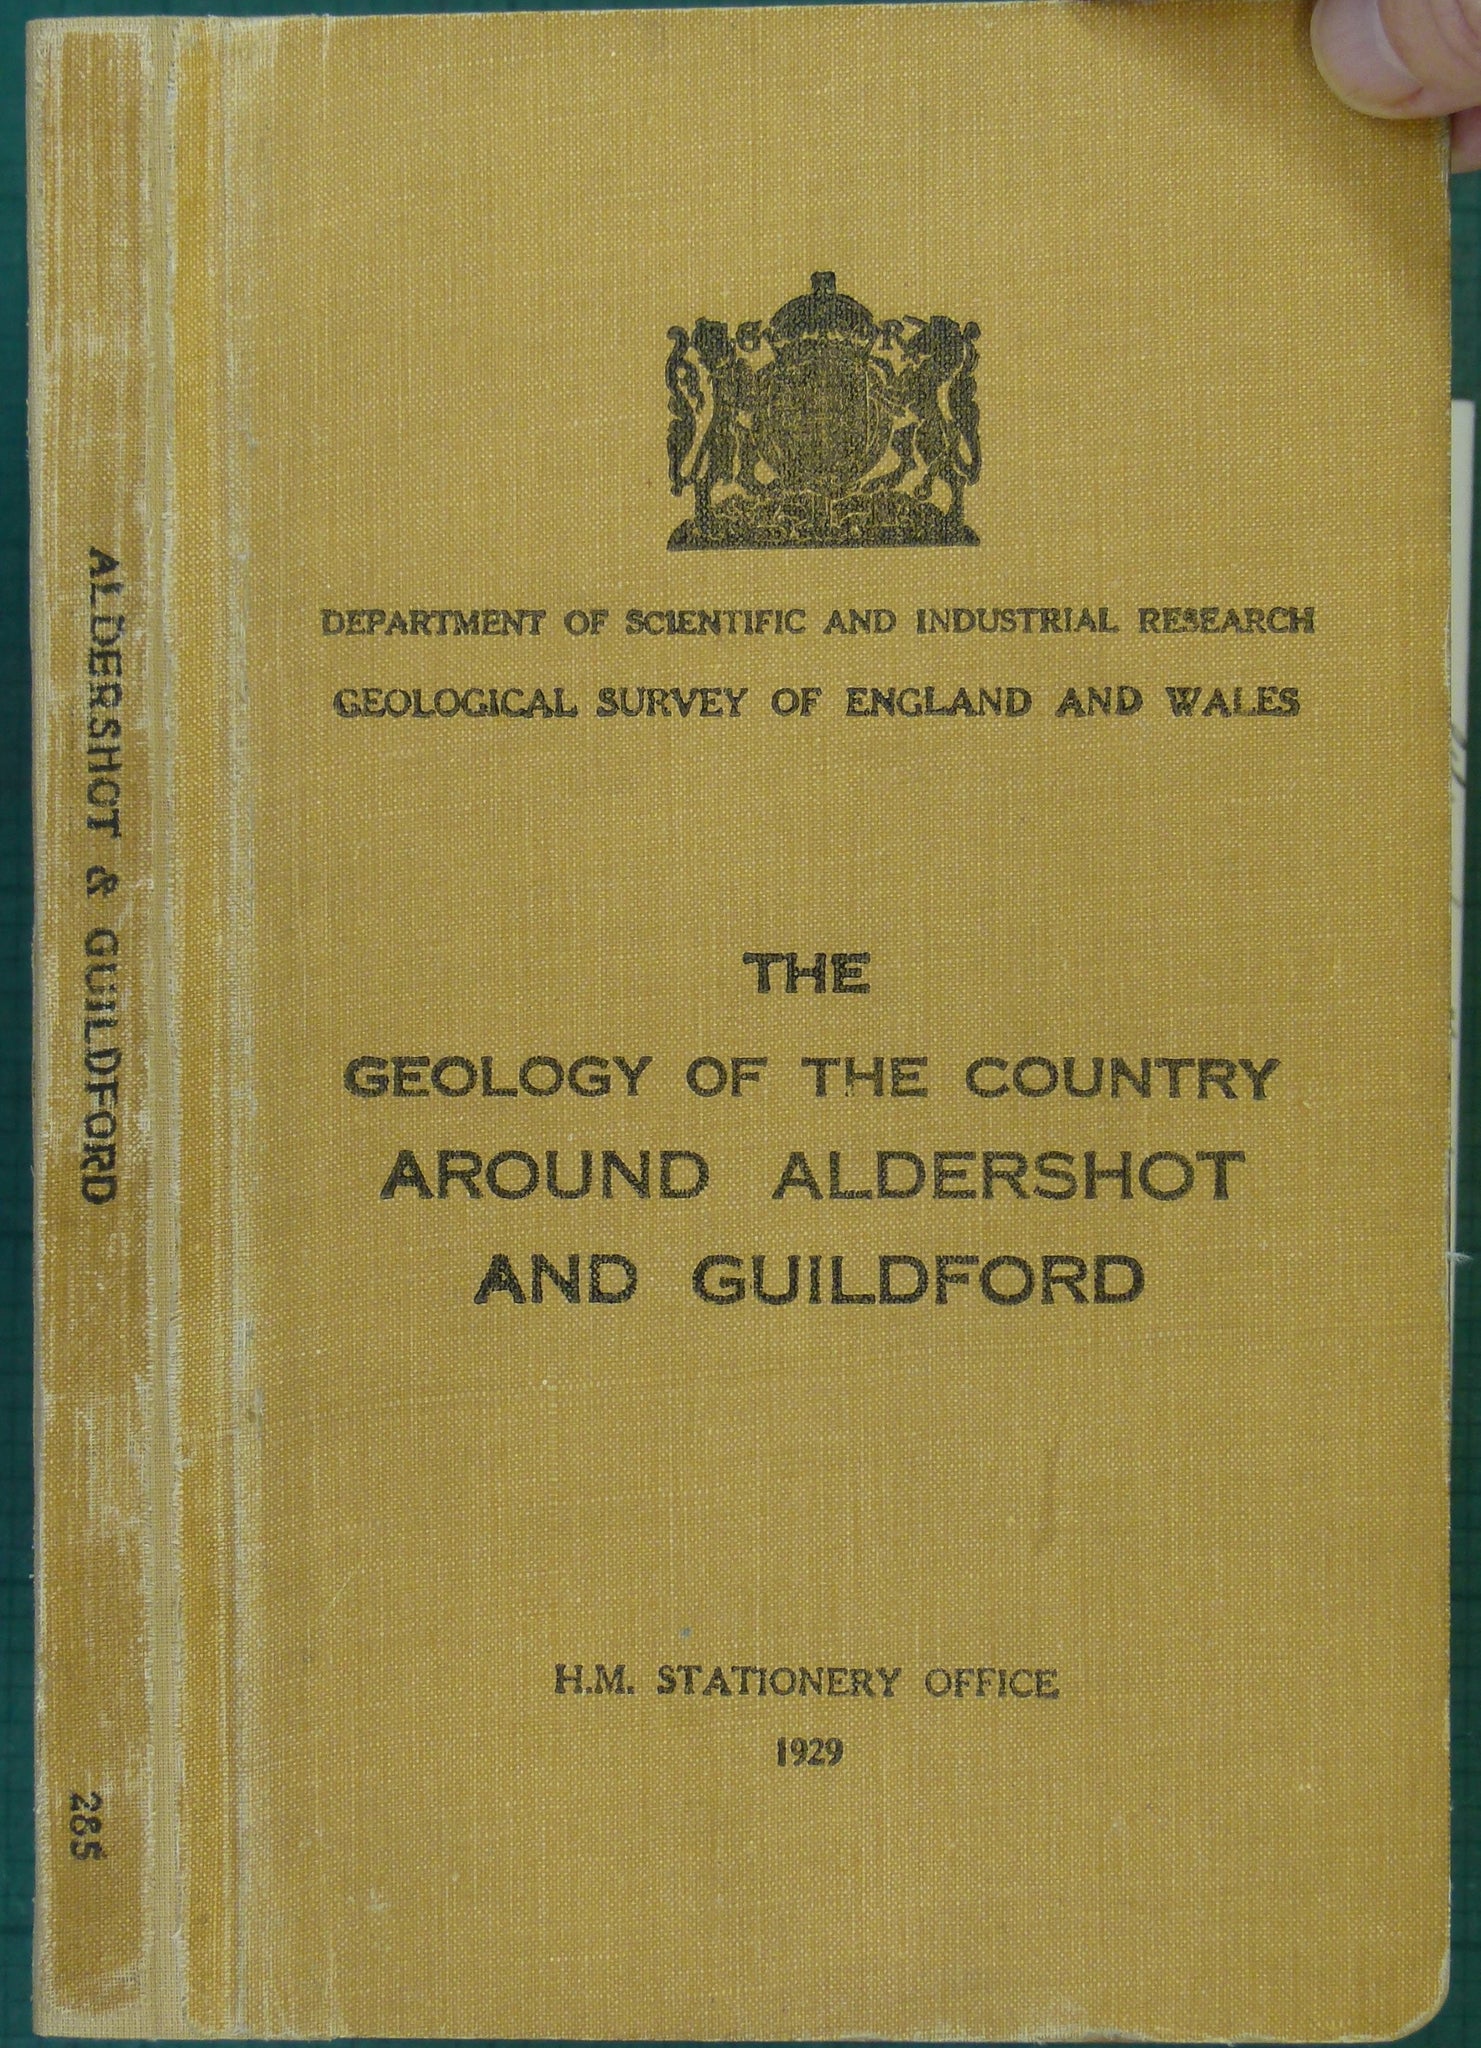 G R
DEPARTMENT OF SCIENTIFIC AND INDUSTRIAL RESEARCH
GEOLOGICAL SURVEY OF ENGLAND AND WALES
THE
GEOLOGY OF THE COUNTRY
AROUND ALDERSHOT
AND GUILDFORD
H.M. STATIONERY OFFICE
1929
ALDERSHOT & GUILDFORD
285